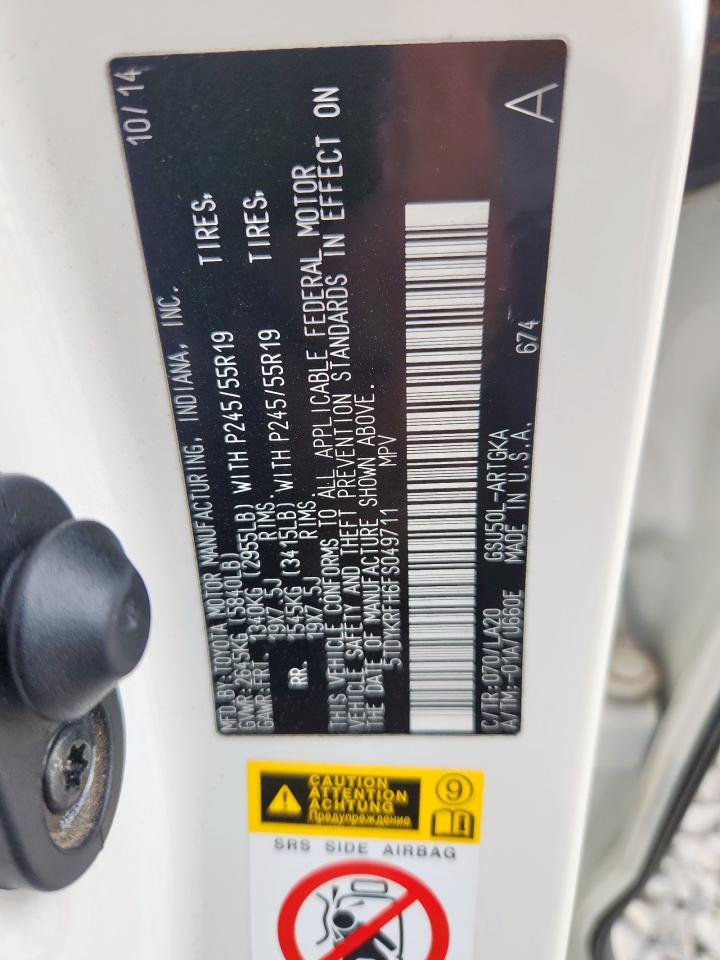 MFD.BY:TOYOTA MOTOR MANUFACTURING, INDIANA, INC. 10/14
GVWR:2645KG (5840LB)
GAWR:FRT. 1340KG (2955LB) WITH P245/55R19 TIRES,
19X7.5J RIMS.
RR. 1545KG (3415LB) WITH P245/55R19 TIRES,
19X7.5J RIMS
THIS VEHICLE CONFORMS TO ALL APPLICABLE FEDERAL MOTOR
VEHICLE SAFETY AND THEFT PREVENTION STANDARDS IN EFFECT ON
THE DATE OF MANUFACTURE SHOWN ABOVE.
5TDYKRFH6FS049711 MPV
C/TR:070/LA20 GSU50L-ARTGKA 674
A/TM:-01A/U660E MADE IN U.S.A. A
CAUTION
ATTENTION
ACHTUNG
Предупреждение
9
SRS SIDE AIRBAG